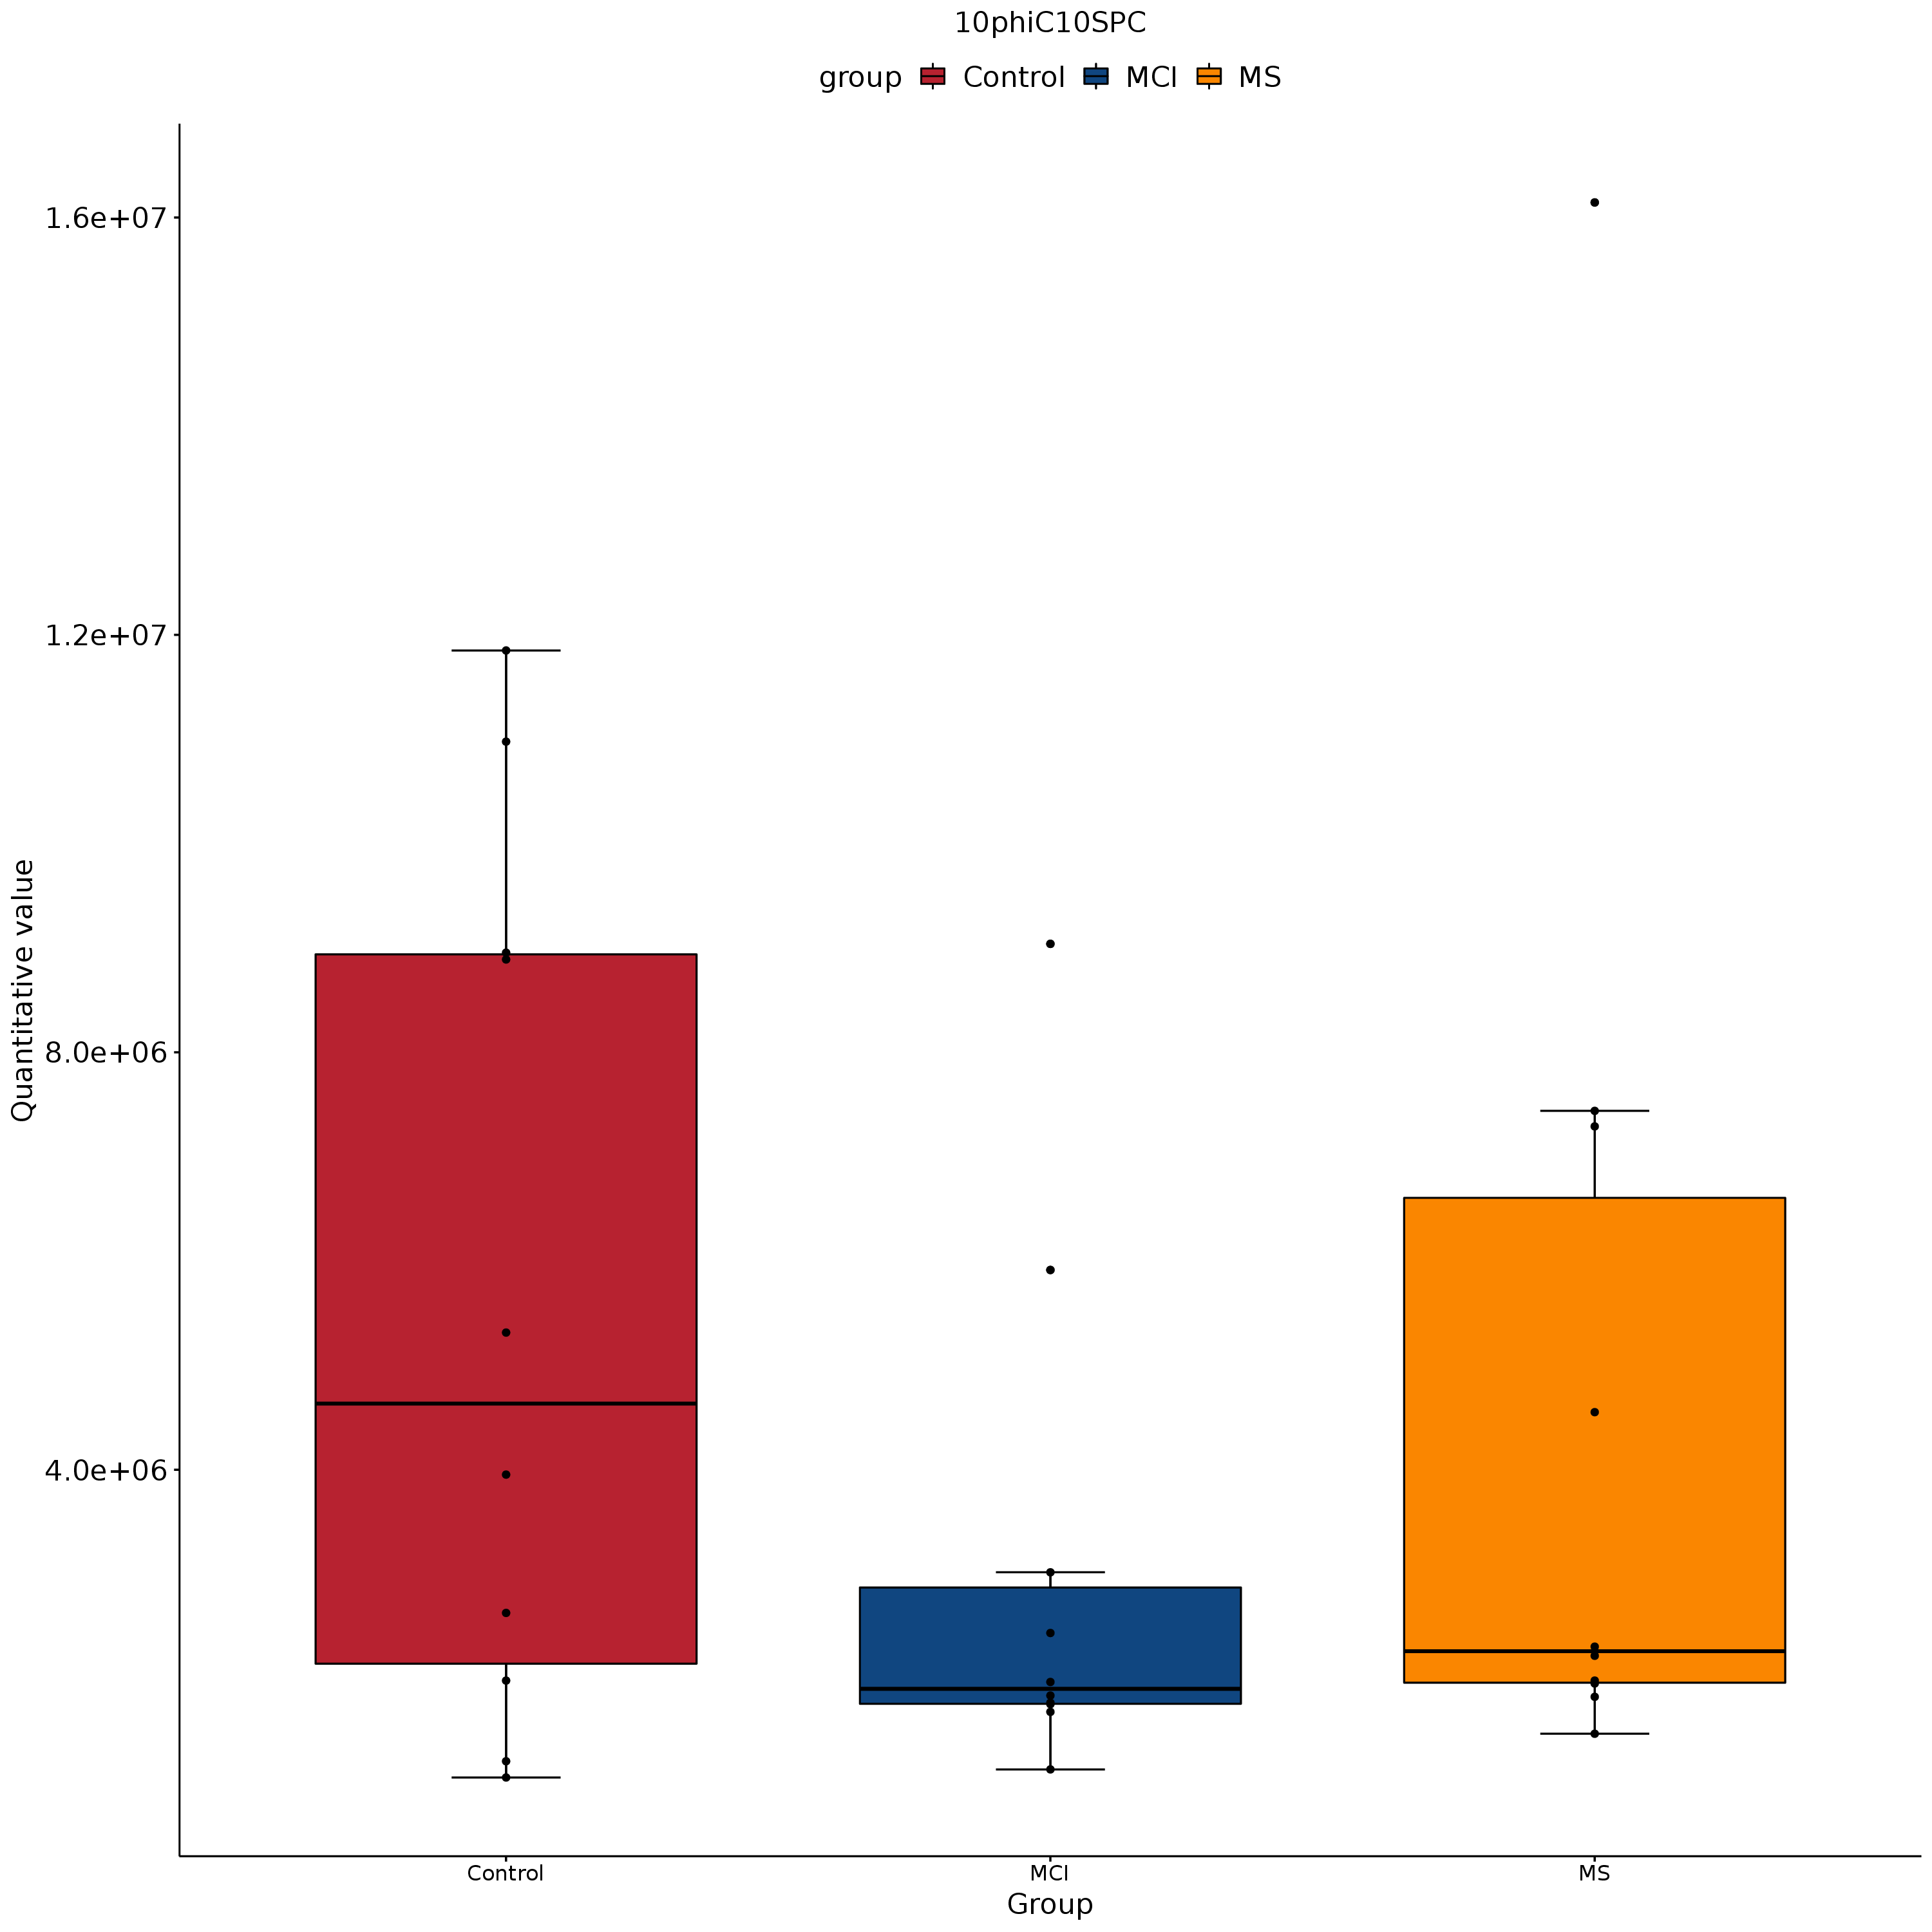 10phiC10SPC
group Control MCI MS
1.6e+07
1.2e+07
8.0e+06
4.0e+06
Quantitative value
Control MCI MS
Group